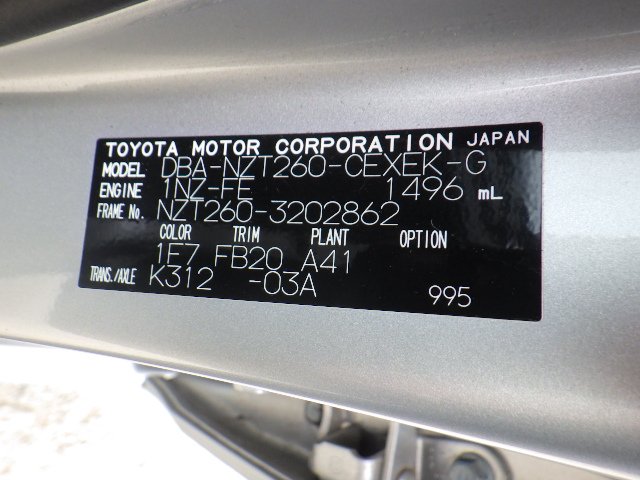 TOYOTA MOTOR CORPORATION JAPAN
MODEL DBA-NZT260-CEXEK-G
ENGINE 1NZ-FE 1496 mL
FRAME No. NZT260-3202862
COLOR TRIM PLANT OPTION
1F7 FB20 A41
TRANS./AXLE K312 -03A
995